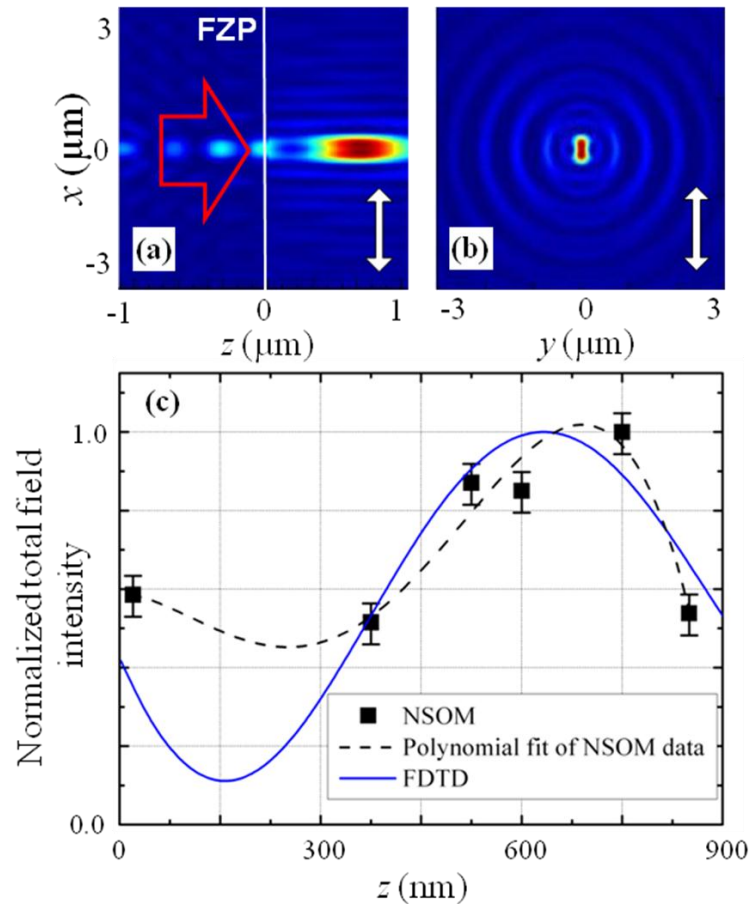 3
FZP
x (μm)
0
-3
(a)
(b)
-1
0
1
-3
0
3
z (μm)
y (μm)
(c)
1.0
Normalized total field
intensity
NSOM
Polynomial fit of NSOM data
FDTD
0.0
0
300
600
900
z (nm)